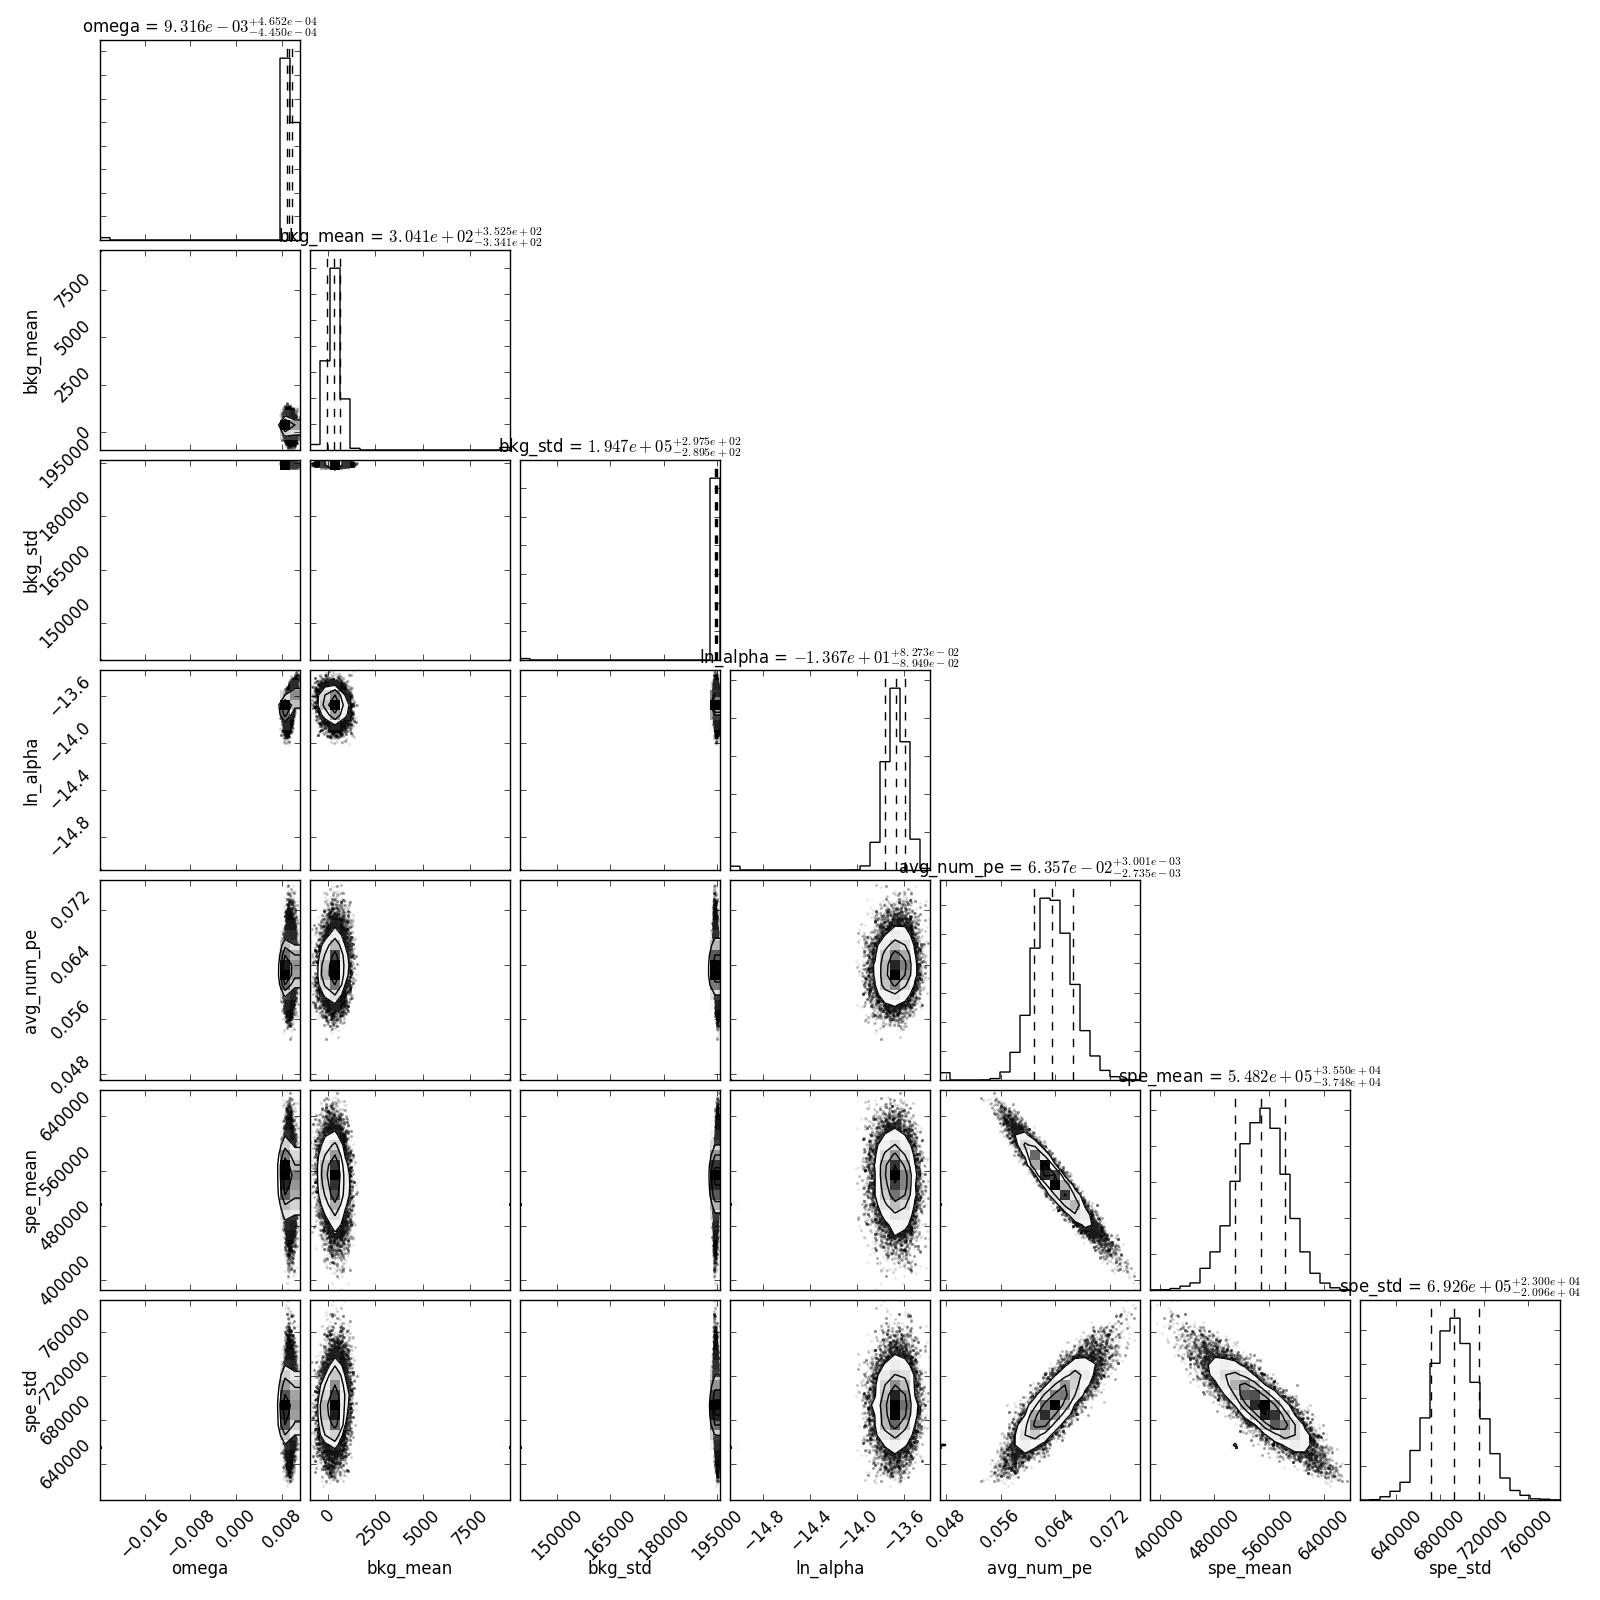 omega = 9.316e−03 +4.652e−04 −4.450e−04
bkg_mean = 3.041e+02 +3.525e+02 −3.341e+02
7500
5000
2500
0
bkg_mean
bkg_std = 1.947e+05 +2.975e+02 −2.895e+02
195000
180000
165000
150000
bkg_std
ln_alpha = −1.367e+01 +8.273e−02 −8.949e−02
−13.6
−14.0
−14.4
−14.8
ln_alpha
avg_num_pe = 6.357e−02 +3.001e−03 −2.735e−03
0.072
0.064
0.056
0.048
avg_num_pe
spe_mean = 5.482e+05 +3.550e+04 −3.748e+04
640000
560000
480000
400000
spe_mean
spe_std = 6.926e+05 +2.300e+04 −2.096e+04
760000
720000
680000
640000
spe_std
−0.016 −0.008 0.000 0.008 0 2500 5000 7500 150000 165000 180000 195000 −14.8 −14.4 −14.0 −13.6 0.048 0.056 0.064 0.072 400000 480000 560000 640000 640000 680000 720000 760000
omega bkg_mean bkg_std ln_alpha avg_num_pe spe_mean spe_std